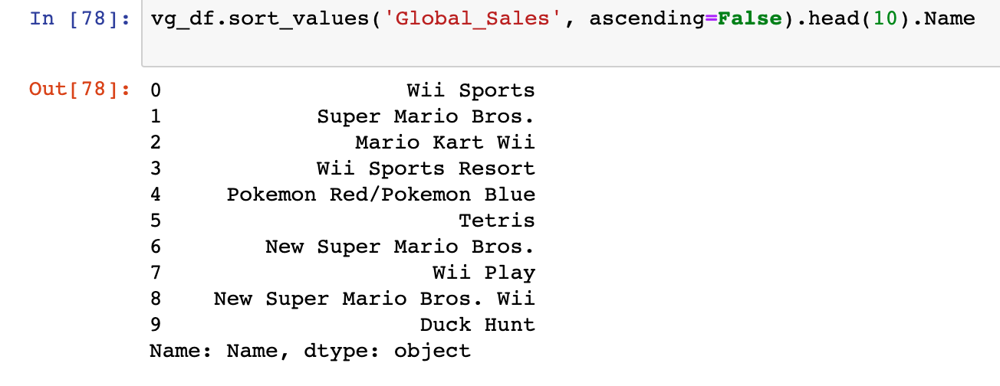 In [78]: vg_df.sort_values('Global_Sales', ascending=False).head(10).Name
Out[78]: 0 Wii Sports
1 Super Mario Bros.
2 Mario Kart Wii
3 Wii Sports Resort
4 Pokemon Red/Pokemon Blue
5 Tetris
6 New Super Mario Bros.
7 Wii Play
8 New Super Mario Bros. Wii
9 Duck Hunt
Name: Name, dtype: object